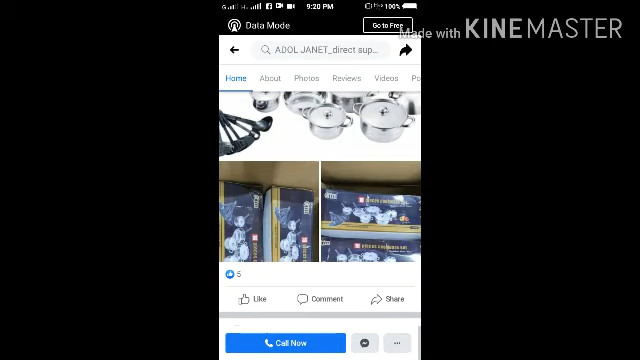 9:20 PM
100%
Data Mode
Go to Free
Made with KINEMASTER
ADOL JANET_direct sup...
Home
About
Photos
Reviews
Videos
Po
5
Like
Comment
Share
Call Now